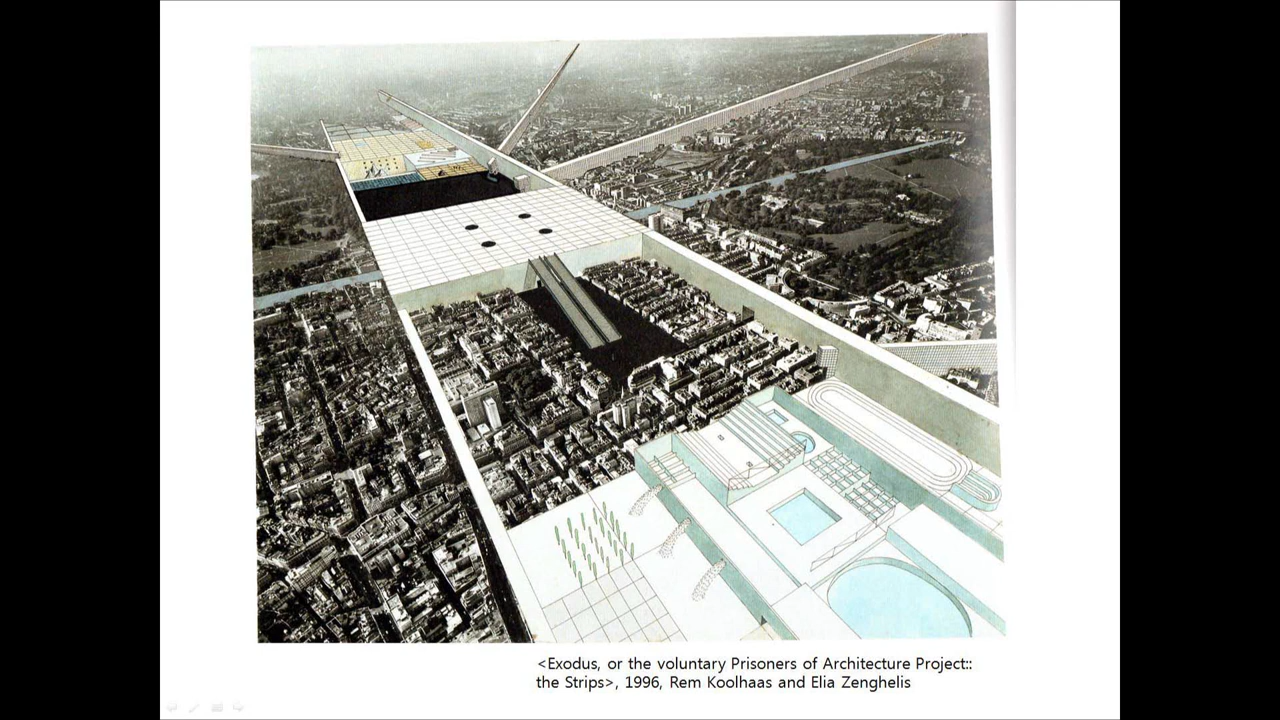 <Exodus, or the voluntary Prisoners of Architecture Project::
the Strips>, 1996, Rem Koolhaas and Elia Zenghelis